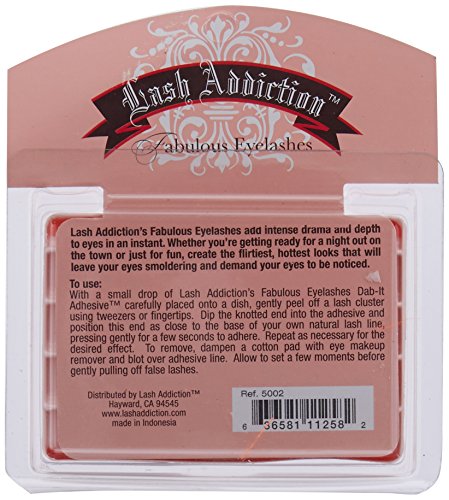 Lash Addiction™
Fabulous Eyelashes
Lash Addiction's Fabulous Eyelashes add intense drama and depth
to eyes in an instant. Whether you're getting ready for a night out on
the town or just for fun, create the flirtiest, hottest looks that will
leave your eyes smoldering and demand your eyes to be noticed.
To use:
With a small drop of Lash Addiction's Fabulous Eyelashes Dab-It
Adhesive™ carefully placed onto a dish, gently peel off a lash cluster
using tweezers or fingertips. Dip the knotted end into the adhesive and
position this end as close to the base of your own natural lash line,
pressing gently for a few seconds to adhere. Repeat as necessary for the
desired effect. To remove, dampen a cotton pad with eye makeup
remover and blot over adhesive line. Allow to set a few moments before
gently pulling off false lashes.
Distributed by Lash Addiction™
Hayward, CA 94545
www.lashaddiction.com
made in Indonesia
Ref. 5002
6 36581 11258 2